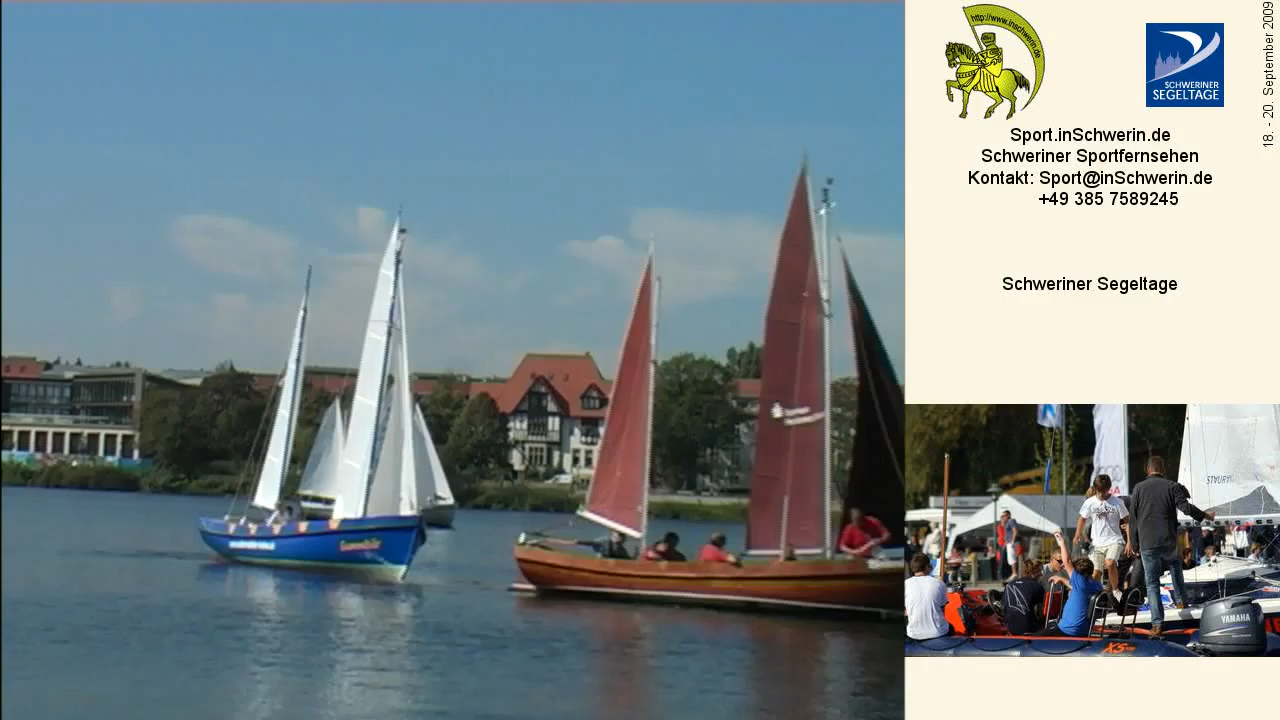 http://www.inschwerin.de
SCHWERINER
SEGELTAGE
18. - 20. September 2009
Sport.inSchwerin.de
Schweriner Sportfernsehen
Kontakt: Sport@inSchwerin.de
+49 385 7589245
Schweriner Segeltage
YAMAHA